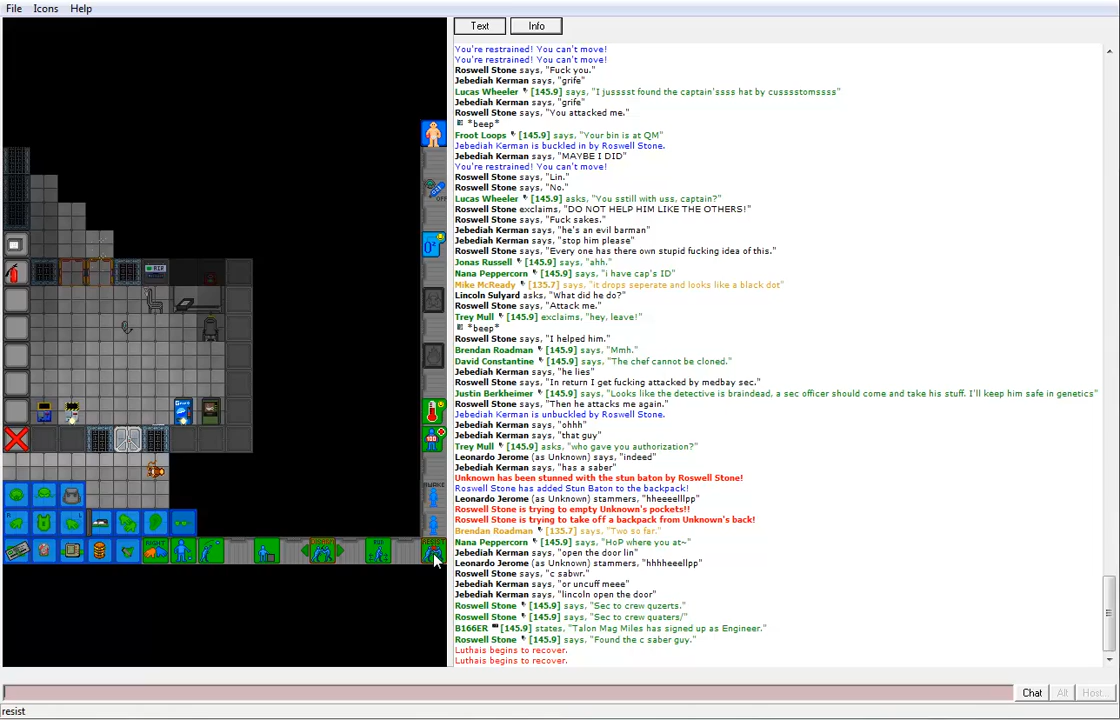 File Icons Help
Text Info
You're restrained! You can't move!
You're restrained! You can't move!
Roswell Stone says, "Fuck you."
Jebediah Kerman says, "grife"
Lucas Wheeler [145.9] says, "I jusssst found the captain'ssss hat by cusssstomssss"
Jebediah Kerman says, "grife"
Roswell Stone says, "You attacked me."
*beep*
Froot Loops [145.9] says, "Your bin is at QM"
Jebediah Kerman is buckled in by Roswell Stone.
Jebediah Kerman says, "MAYBE I DID"
You're restrained! You can't move!
Roswell Stone says, "Lin."
Roswell Stone says, "No."
Lucas Wheeler [145.9] asks, "You sstill with uss, captain?"
Roswell Stone exclaims, "DO NOT HELP HIM LIKE THE OTHERS!"
Roswell Stone says, "Fuck sakes."
Jebediah Kerman says, "he's an evil barman"
Jebediah Kerman says, "stop him please"
Roswell Stone says, "Every one has there own stupid fucking idea of this."
Jonas Russell [145.9] says, "ahh."
Nana Peppercorn [145.9] says, "i have cap's ID"
Mike McReady [135.7] says, "it drops seperate and looks like a black dot"
Lincoln Sulyard asks, "What did he do?"
Roswell Stone says, "Attack me."
Trey Mull [145.9] exclaims, "hey, leave!"
*beep*
Roswell Stone says, "I helped him."
Brendan Roadman [145.9] says, "Mmh."
David Constantine [145.9] says, "The chef cannot be cloned."
Jebediah Kerman says, "he lies"
Roswell Stone says, "In return I get fucking attacked by medbay sec."
Justin Berkheimer [145.9] says, "Looks like the detective is braindead, a sec officer should come and take his stuff. I'll keep him safe in genetics"
Roswell Stone says, "Then he attacks me again."
Jebediah Kerman is unbuckled by Roswell Stone.
Jebediah Kerman says, "ohhh"
Jebediah Kerman says, "that guy"
Trey Mull [145.9] asks, "who gave you authorization?"
Leonardo Jerome (as Unknown) says, "indeed"
Jebediah Kerman says, "has a saber"
Unknown has been stunned with the stun baton by Roswell Stone!
Roswell Stone has added Stun Baton to the backpack!
Leonardo Jerome (as Unknown) stammers, "hheeeelllpp"
Roswell Stone is trying to empty Unknown's pockets!!
Roswell Stone is trying to take off a backpack from Unknown's back!
Brendan Roadman [135.7] says, "Two so far."
Nana Peppercorn [145.9] says, "HoP where you at~"
Jebediah Kerman says, "open the door lin"
Leonardo Jerome (as Unknown) stammers, "hhhheeellpp"
Roswell Stone says, "c sabwr."
Jebediah Kerman says, "or uncuff meee"
Jebediah Kerman says, "lincoln open the door"
Roswell Stone [145.9] says, "Sec to crew quzerts."
Roswell Stone [145.9] says, "Sec to crew quaters/"
B166ER [145.9] states, "Talon Mag Miles has signed up as Engineer."
Roswell Stone [145.9] says, "Found the c saber guy."
Luthais begins to recover.
Luthais begins to recover.
OFF
AIR
AWAKE
RIGHT
DISARM
PULL
RESIST
Chat Alt Host...
resist